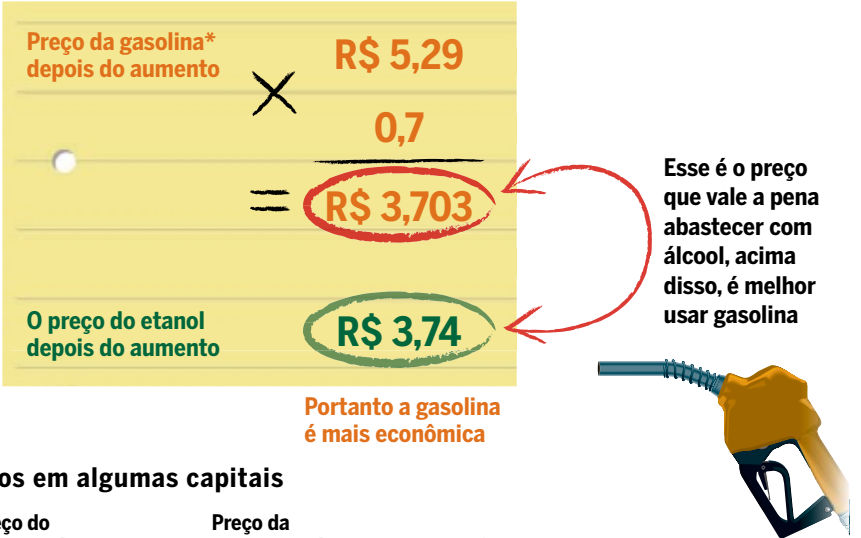 Preço da gasolina*
depois do aumento
R$ 5,29
×
0,7
=
R$ 3,703
Esse é o preço
que vale a pena
abastecer com
álcool, acima
disso, é melhor
usar gasolina
O preço do etanol
depois do aumento
R$ 3,74
Portanto a gasolina
é mais econômica
os em algumas capitais
eço do
Preço da